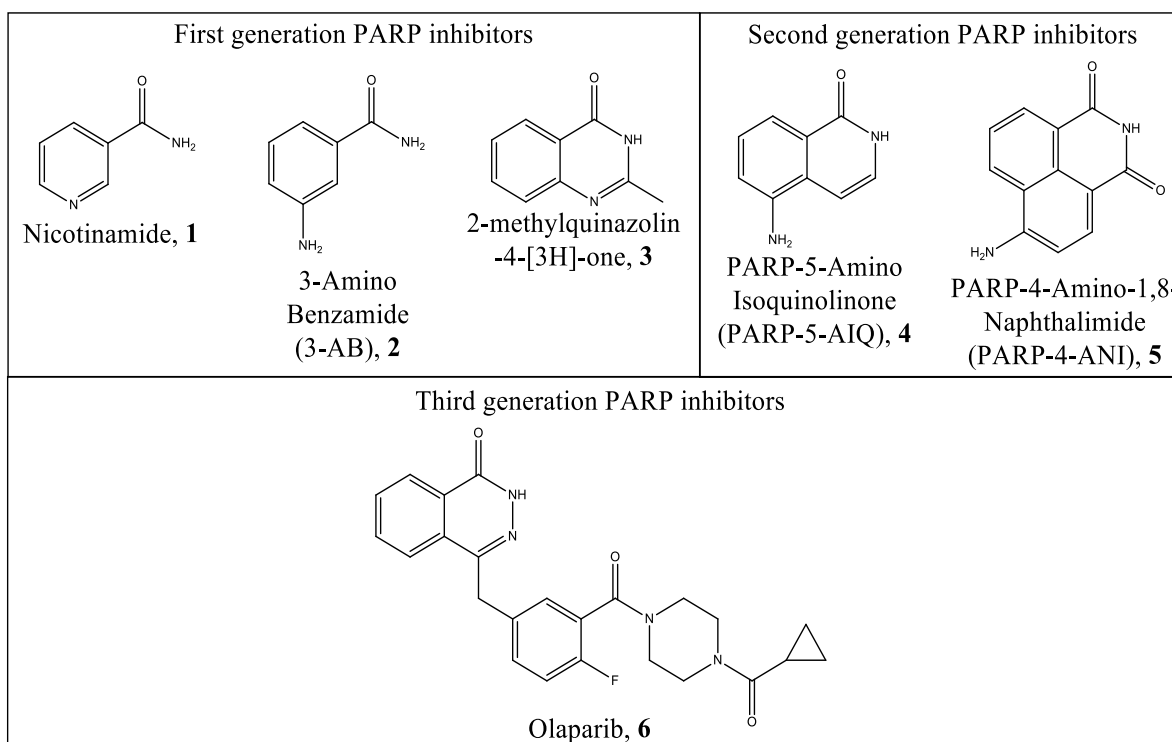 First generation PARP inhibitors
O
NH₂
N
Nicotinamide, 1
O
NH₂
NH₂
3-Amino
Benzamide
(3-AB), 2
O
NH
N
2-methylquinazolin
-4-[3H]-one, 3
Second generation PARP inhibitors
O
NH
NH₂
PARP-5-Amino
Isoquinolinone
(PARP-5-AIQ), 4
O
NH
O
H₂N
PARP-4-Amino-1,8-
Naphthalimide
(PARP-4-ANI), 5
Third generation PARP inhibitors
O
NH
N
O
N
F
N
O
Olaparib, 6